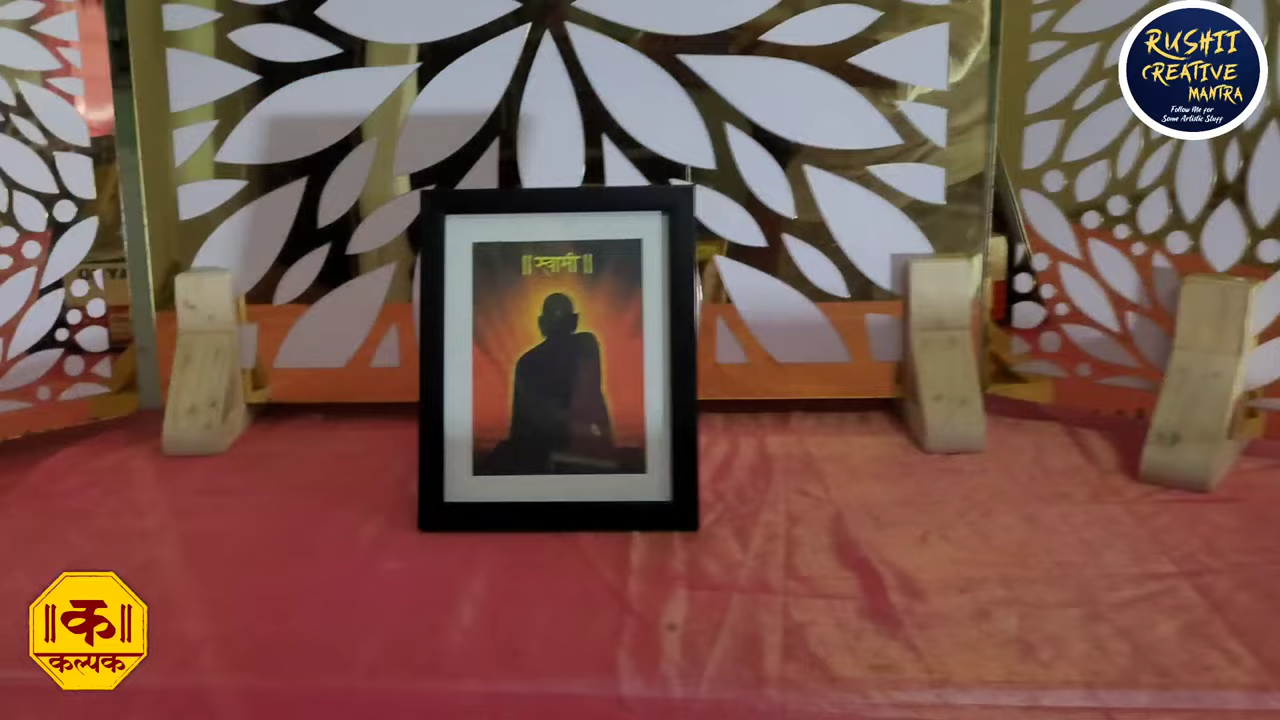 RUSHII
CREATIVE
MANTRA
Follow Me for
Some Artistic Stuff
॥ स्वामी ॥
॥ क ॥
कल्पक